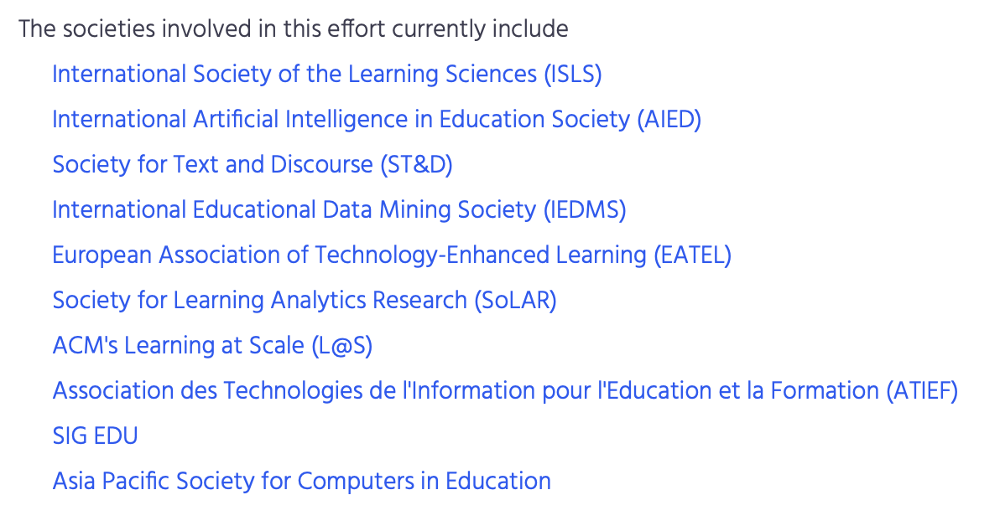 The societies involved in this effort currently include
International Society of the Learning Sciences (ISLS)
International Artificial Intelligence in Education Society (AIED)
Society for Text and Discourse (ST&D)
International Educational Data Mining Society (IEDMS)
European Association of Technology-Enhanced Learning (EATEL)
Society for Learning Analytics Research (SoLAR)
ACM's Learning at Scale (L@S)
Association des Technologies de l'Information pour l'Education et la Formation (ATIEF)
SIG EDU
Asia Pacific Society for Computers in Education